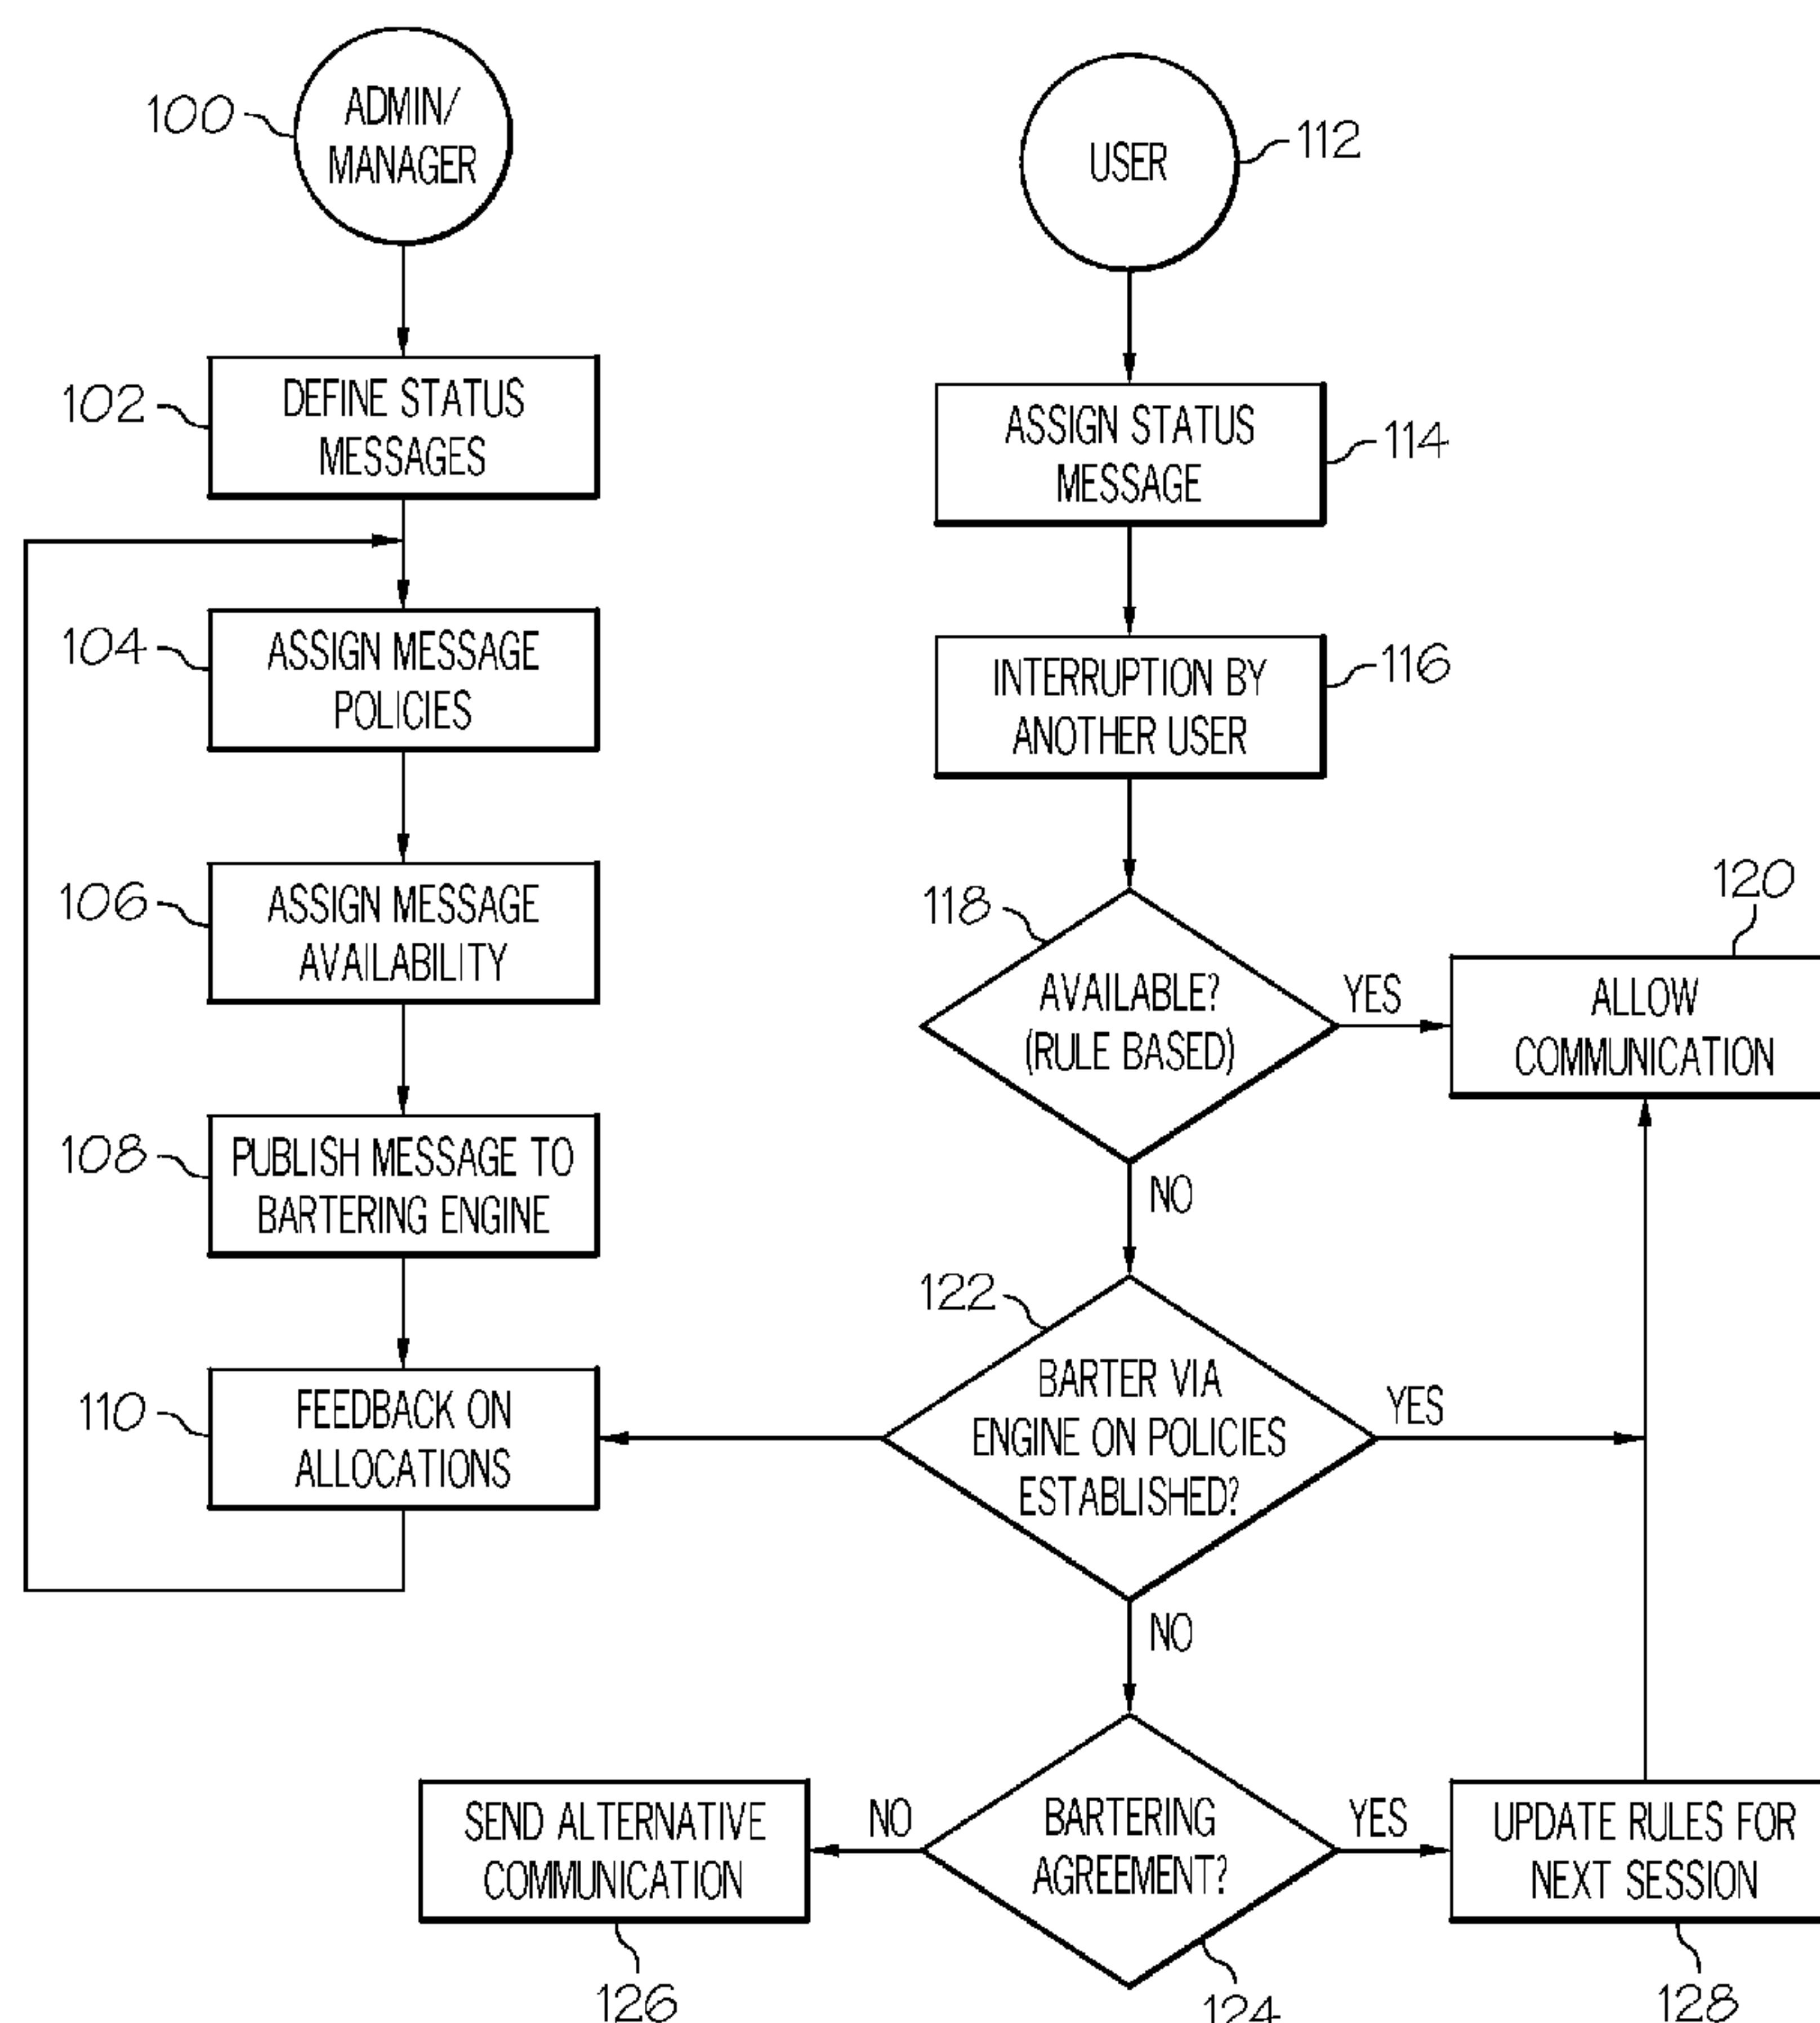 100
ADMIN/
MANAGER
102
DEFINE STATUS
MESSAGES
104
ASSIGN MESSAGE
POLICIES
106
ASSIGN MESSAGE
AVAILABILITY
108
PUBLISH MESSAGE TO
BARTERING ENGINE
110
FEEDBACK ON
ALLOCATIONS
USER
112
ASSIGN STATUS
MESSAGE
114
INTERRUPTION BY
ANOTHER USER
116
118
AVAILABLE?
(RULE BASED)
YES
120
ALLOW
COMMUNICATION
NO
122
BARTER VIA
ENGINE ON POLICIES
ESTABLISHED?
YES
NO
BARTERING
AGREEMENT?
124
NO
SEND ALTERNATIVE
COMMUNICATION
126
YES
UPDATE RULES FOR
NEXT SESSION
128